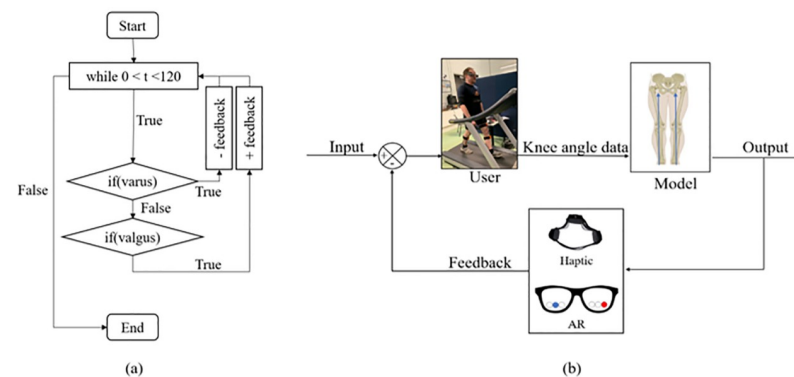 Start
while 0 < t <120
True
- feedback
+ feedback
if(varus)
True
False
False
if(valgus)
True
End
(a)
Input
+
-
User
Knee angle data
Model
Output
Feedback
Haptic
AR
(b)